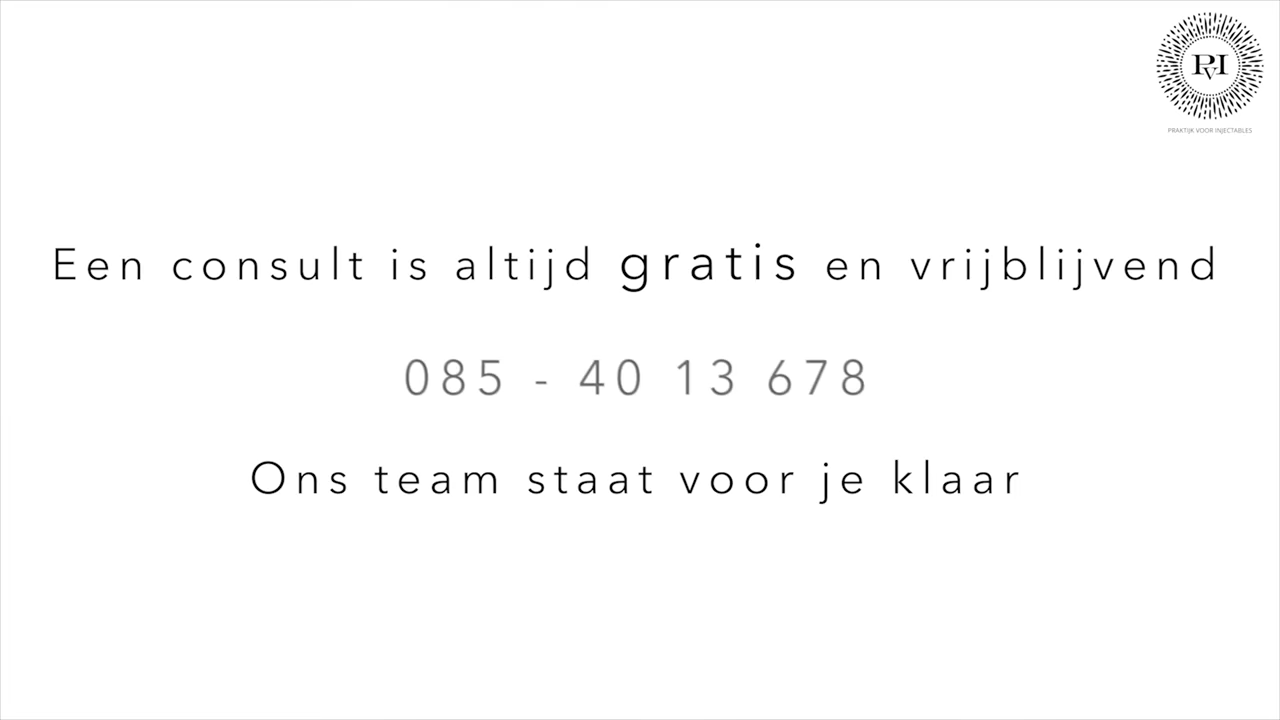 PVI
PRAKTIJK VOOR INJECTABLES
Een consult is altijd gratis en vrijblijvend
085 - 40 13 678
Ons team staat voor je klaar